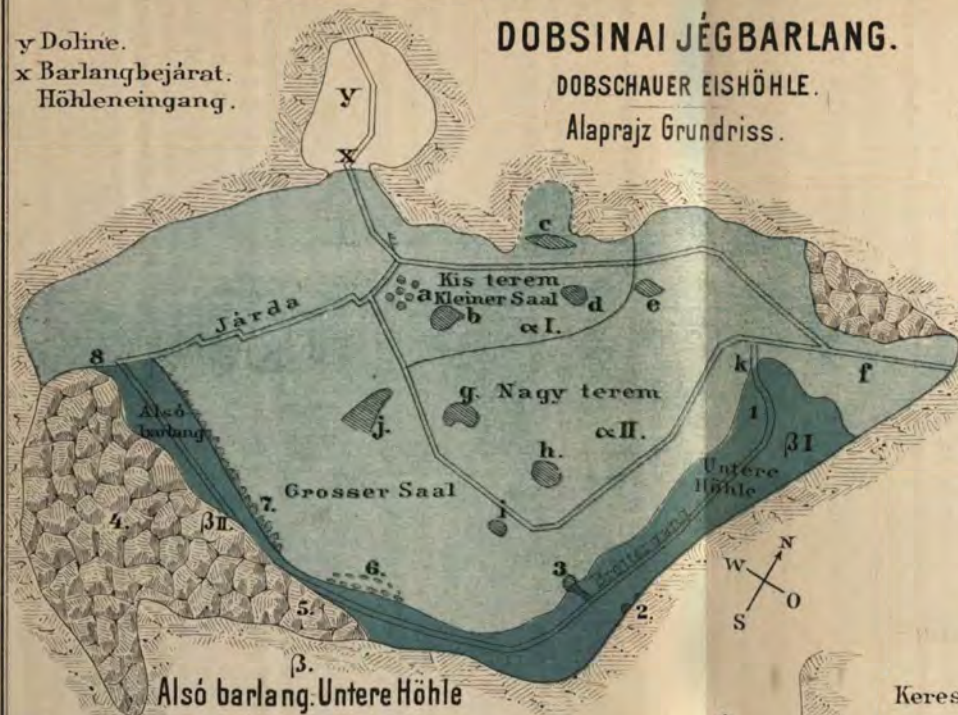 y Doline.
x Barlangbejárat.
Höhleneingang.
DOBSINAI JÉGBARLANG.
DOBSCHAUER EISHÖHLE.
Alaprajz Grundriss.
y
x
c
Kis terem
Kleiner Saal
a
b
d
e
αI.
Járda
8
k
f
Nagy terem
g.
j.
αII.
1
βI
h.
Alsó
barlang
Untere
Höhle
Grosser Saal
i
7.
4.
βII.
3
6.
5.
2.
N
W
O
S
β.
Alsó barlang. Untere Höhle
Keres